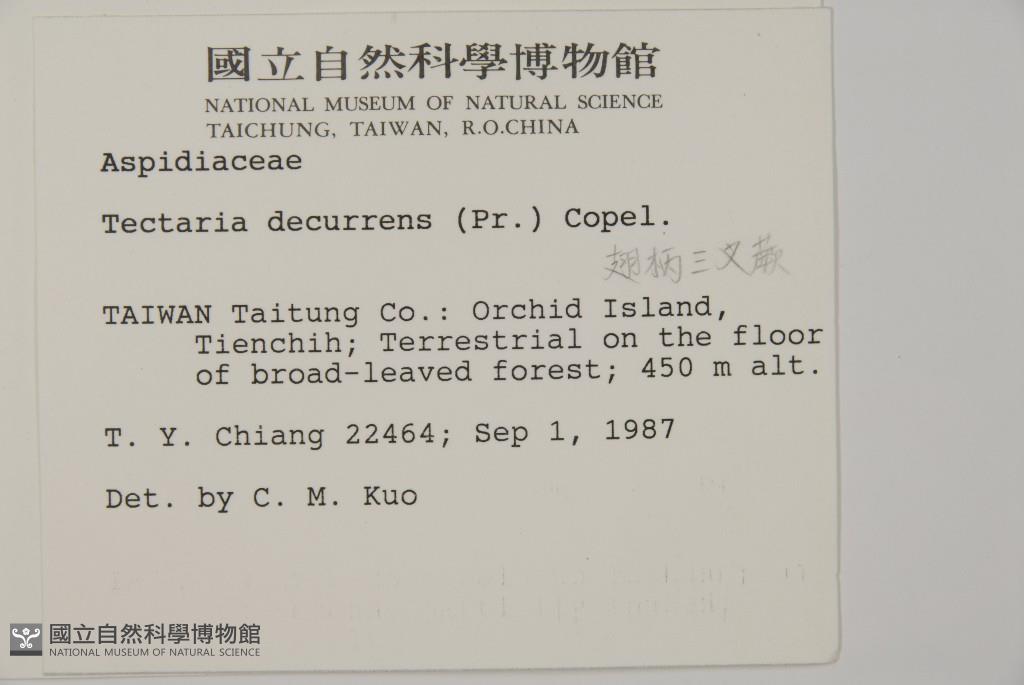 國立自然科學博物館
NATIONAL MUSEUM OF NATURAL SCIENCE
TAICHUNG, TAIWAN, R.O.CHINA
Aspidiaceae
Tectaria decurrens (Pr.) Copel.
翅柄三叉蕨
TAIWAN Taitung Co.: Orchid Island,
Tienchih; Terrestrial on the floor
of broad-leaved forest; 450 m alt.
T. Y. Chiang 22464; Sep 1, 1987
Det. by C. M. Kuo
國立自然科學博物館
NATIONAL MUSEUM OF NATURAL SCIENCE